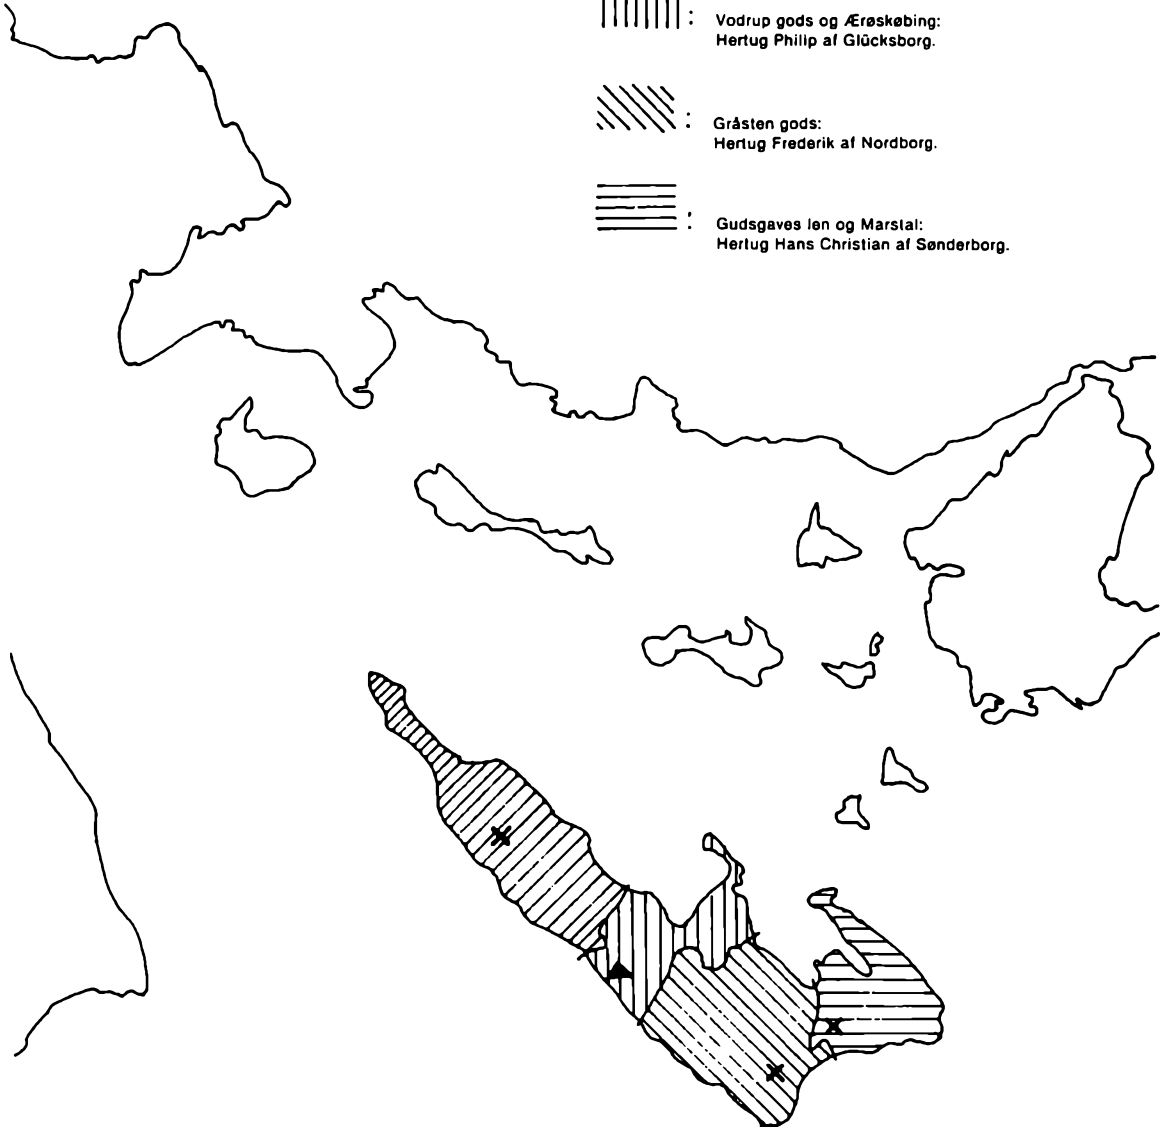 : Vodrup gods og Ærøskøbing:
Hertug Philip af Glücksborg.
: Gråsten gods:
Hertug Frederik af Nordborg.
: Gudsgaves len og Marstal:
Hertug Hans Christian af Sønderborg.